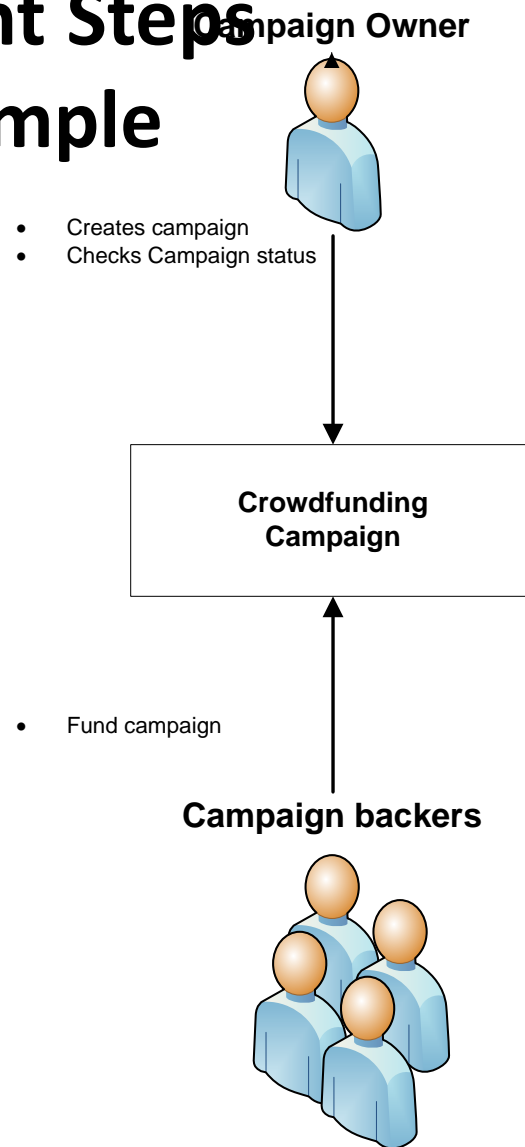 nt Steps
Campaign Owner
mple
• Creates campaign
• Checks Campaign status
Crowdfunding
Campaign
• Fund campaign
Campaign backers